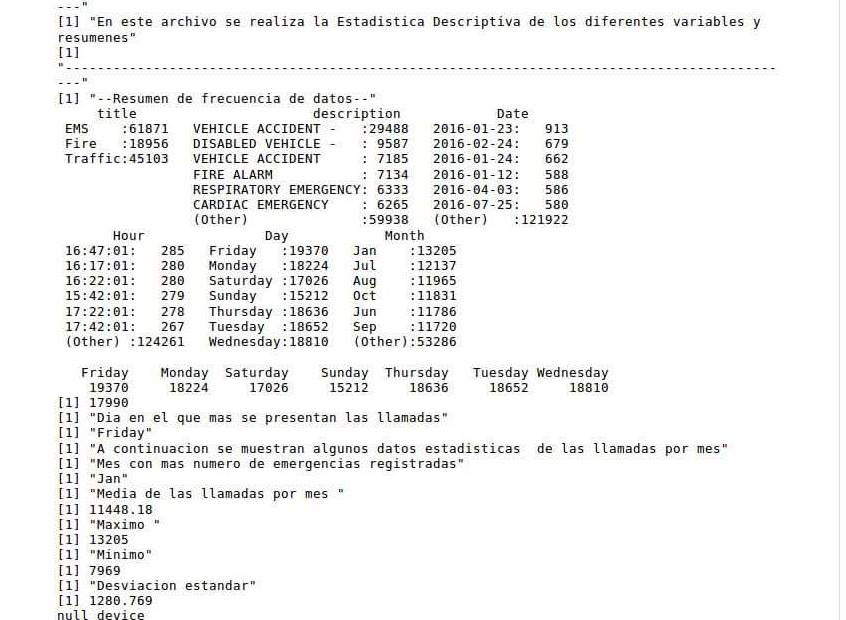 ---"
[1] "En este archivo se realiza la Estadistica Descriptiva de los diferentes variables y
resumenes"
[1]
"-----------------------------------------------------------------------------------------
---"
[1] "--Resumen de frecuencia de datos--"
     title                      description            Date
 EMS    :61871   VEHICLE ACCIDENT -   :29488   2016-01-23:   913
 Fire   :18956   DISABLED VEHICLE -   : 9587   2016-02-24:   679
 Traffic:45103   VEHICLE ACCIDENT     : 7185   2016-01-24:   662
                 FIRE ALARM           : 7134   2016-01-12:   588
                 RESPIRATORY EMERGENCY: 6333   2016-04-03:   586
                 CARDIAC EMERGENCY    : 6265   2016-07-25:   580
                 (Other)              :59938   (Other)   :121922
       Hour               Day            Month
 16:47:01:   285   Friday   :19370   Jan    :13205
 16:17:01:   280   Monday   :18224   Jul    :12137
 16:22:01:   280   Saturday :17026   Aug    :11965
 15:42:01:   279   Sunday   :15212   Oct    :11831
 17:22:01:   278   Thursday :18636   Jun    :11786
 17:42:01:   267   Tuesday  :18652   Sep    :11720
 (Other) :124261   Wednesday:18810   (Other):53286
   Friday    Monday  Saturday    Sunday  Thursday   Tuesday Wednesday
    19370     18224     17026     15212     18636     18652     18810
[1] 17990
[1] "Dia en el que mas se presentan las llamadas"
[1] "Friday"
[1] "A continuacion se muestran algunos datos estadisticas  de las llamadas por mes"
[1] "Mes con mas numero de emergencias registradas"
[1] "Jan"
[1] "Media de las llamadas por mes "
[1] 11448.18
[1] "Maximo "
[1] 13205
[1] "Minimo"
[1] 7969
[1] "Desviacion estandar"
[1] 1280.769
null device